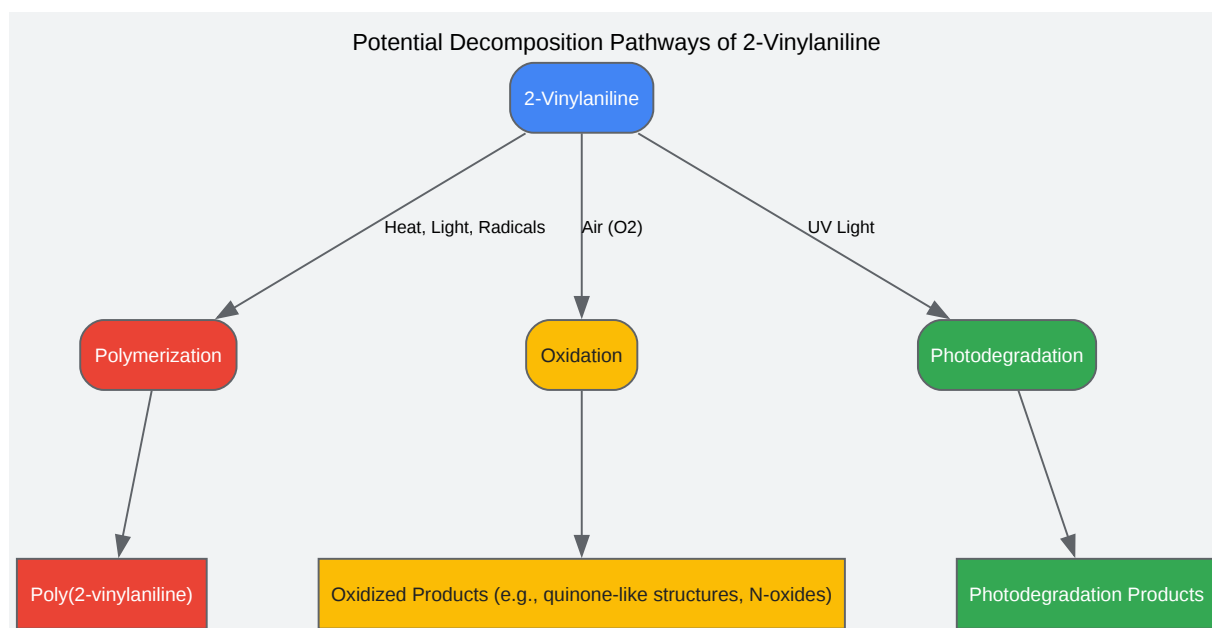 Potential Decomposition Pathways of 2-Vinylaniline
2-Vinylaniline
Heat, Light, Radicals
Air (O2)
UV Light
Polymerization
Oxidation
Photodegradation
Poly(2-vinylaniline)
Oxidized Products (e.g., quinone-like structures, N-oxides)
Photodegradation Products